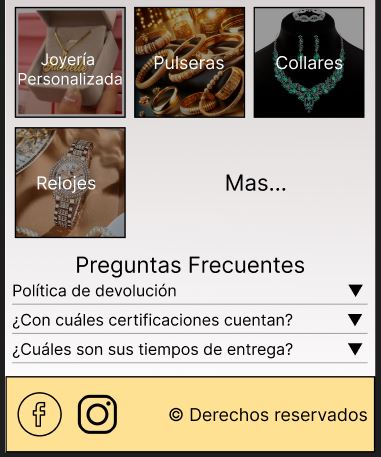 Joyería
Personalizada
Pulseras
Collares
Relojes
Mas...
Preguntas Frecuentes
Política de devolución
¿Con cuáles certificaciones cuentan?
¿Cuáles son sus tiempos de entrega?
© Derechos reservados